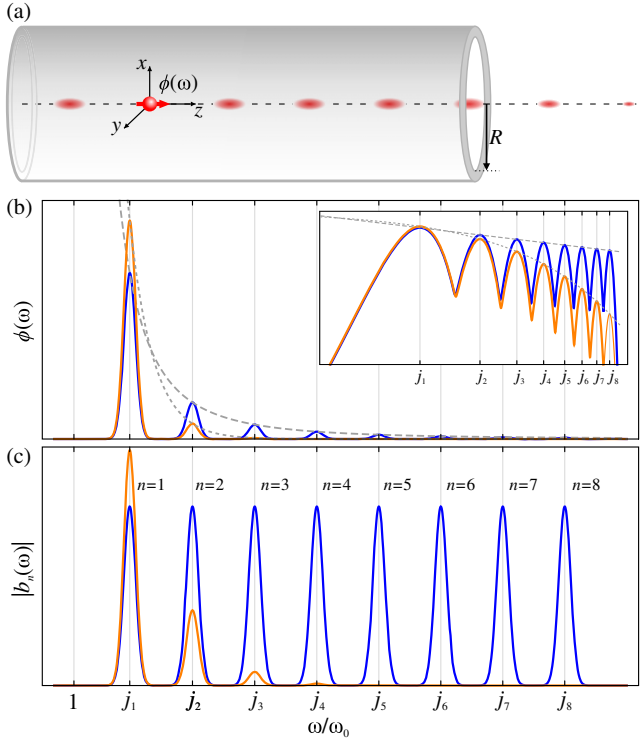 (a)
x
ϕ(ω)
y
z
R
(b)
ϕ(ω)
j₁ j₂ j₃ j₄ j₅ j₆ j₇ j₈
(c)
n=1 n=2 n=3 n=4 n=5 n=6 n=7 n=8
|bₙ(ω)|
1 j₁ j₂ j₃ j₄ j₅ j₆ j₇ j₈
ω/ω₀